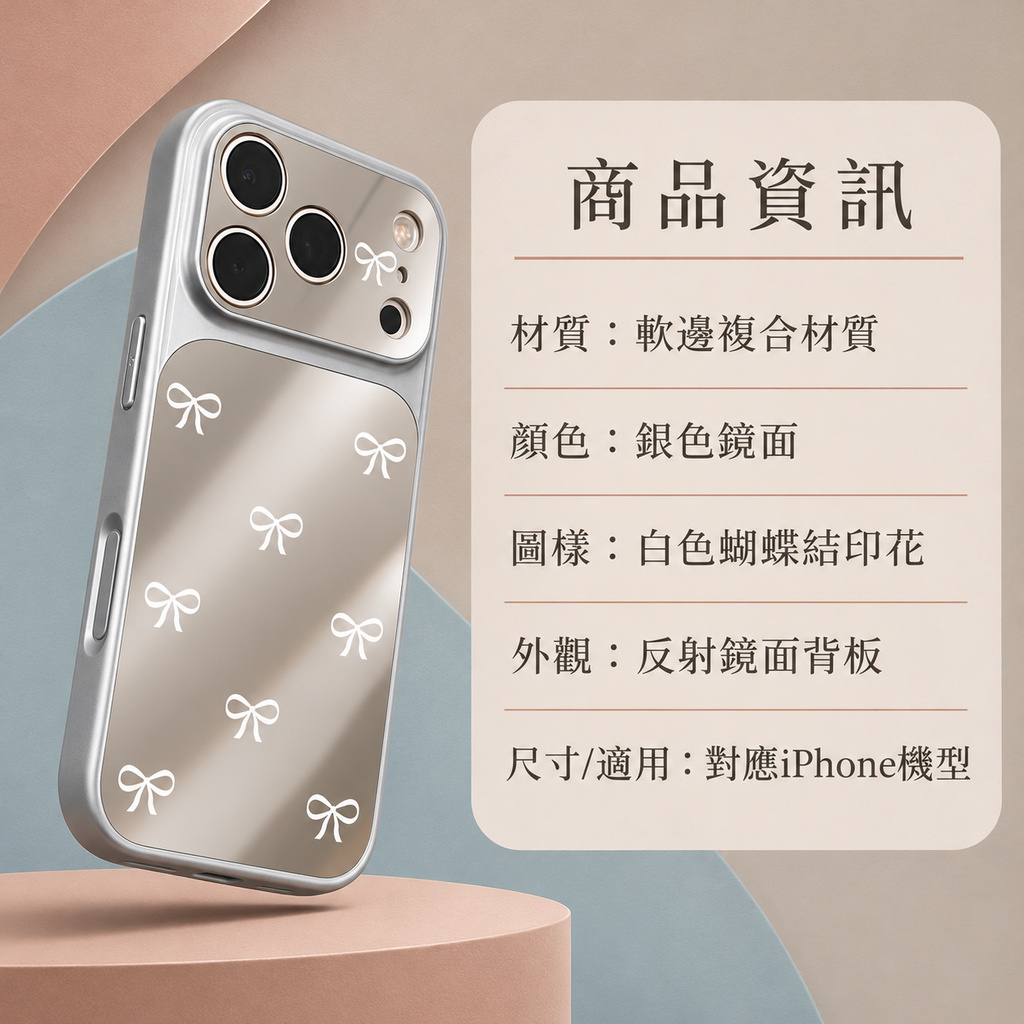 商品資訊
材質：軟邊複合材質
顏色：銀色鏡面
圖樣：白色蝴蝶結印花
外觀：反射鏡面背板
尺寸/適用：對應iPhone機型